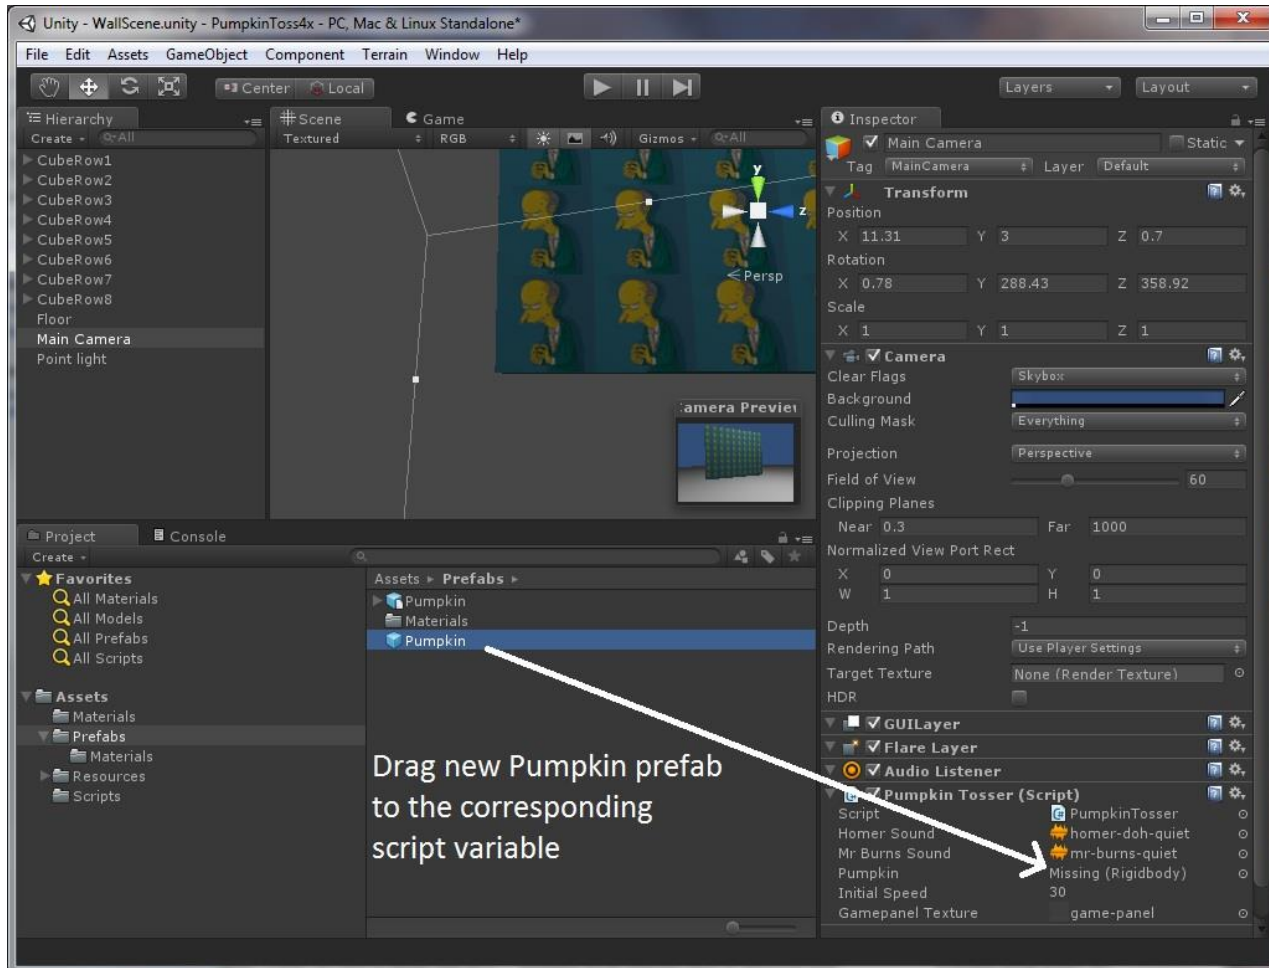 Unity - WallScene.unity - PumpkinToss4x - PC, Mac & Linux Standalone*
File Edit Assets GameObject Component Terrain Window Help
Center Local Layers Layout
Hierarchy
Create All
CubeRow1
CubeRow2
CubeRow3
CubeRow4
CubeRow5
CubeRow6
CubeRow7
CubeRow8
Floor
Main Camera
Point light
Scene Game
Textured RGB Gizmos All
y
z
Persp
Camera Preview
Project Console
Create
Favorites
All Materials
All Models
All Prefabs
All Scripts
Assets
Materials
Prefabs
Materials
Resources
Scripts
Assets Prefabs
Pumpkin
Materials
Pumpkin
Drag new Pumpkin prefab
to the corresponding
script variable
Inspector
Main Camera Static
Tag MainCamera Layer Default
Transform
Position
X 11.31 Y 3 Z 0.7
Rotation
X 0.78 Y 288.43 Z 358.92
Scale
X 1 Y 1 Z 1
Camera
Clear Flags Skybox
Background
Culling Mask Everything
Projection Perspective
Field of View 60
Clipping Planes
Near 0.3 Far 1000
Normalized View Port Rect
X 0 Y 0
W 1 H 1
Depth -1
Rendering Path Use Player Settings
Target Texture None (Render Texture)
HDR
GUILayer
Flare Layer
Audio Listener
Pumpkin Tosser (Script)
Script PumpkinTosser
Homer Sound homer-doh-quiet
Mr Burns Sound mr-burns-quiet
Pumpkin Missing (Rigidbody)
Initial Speed 30
Gamepanel Texture game-panel